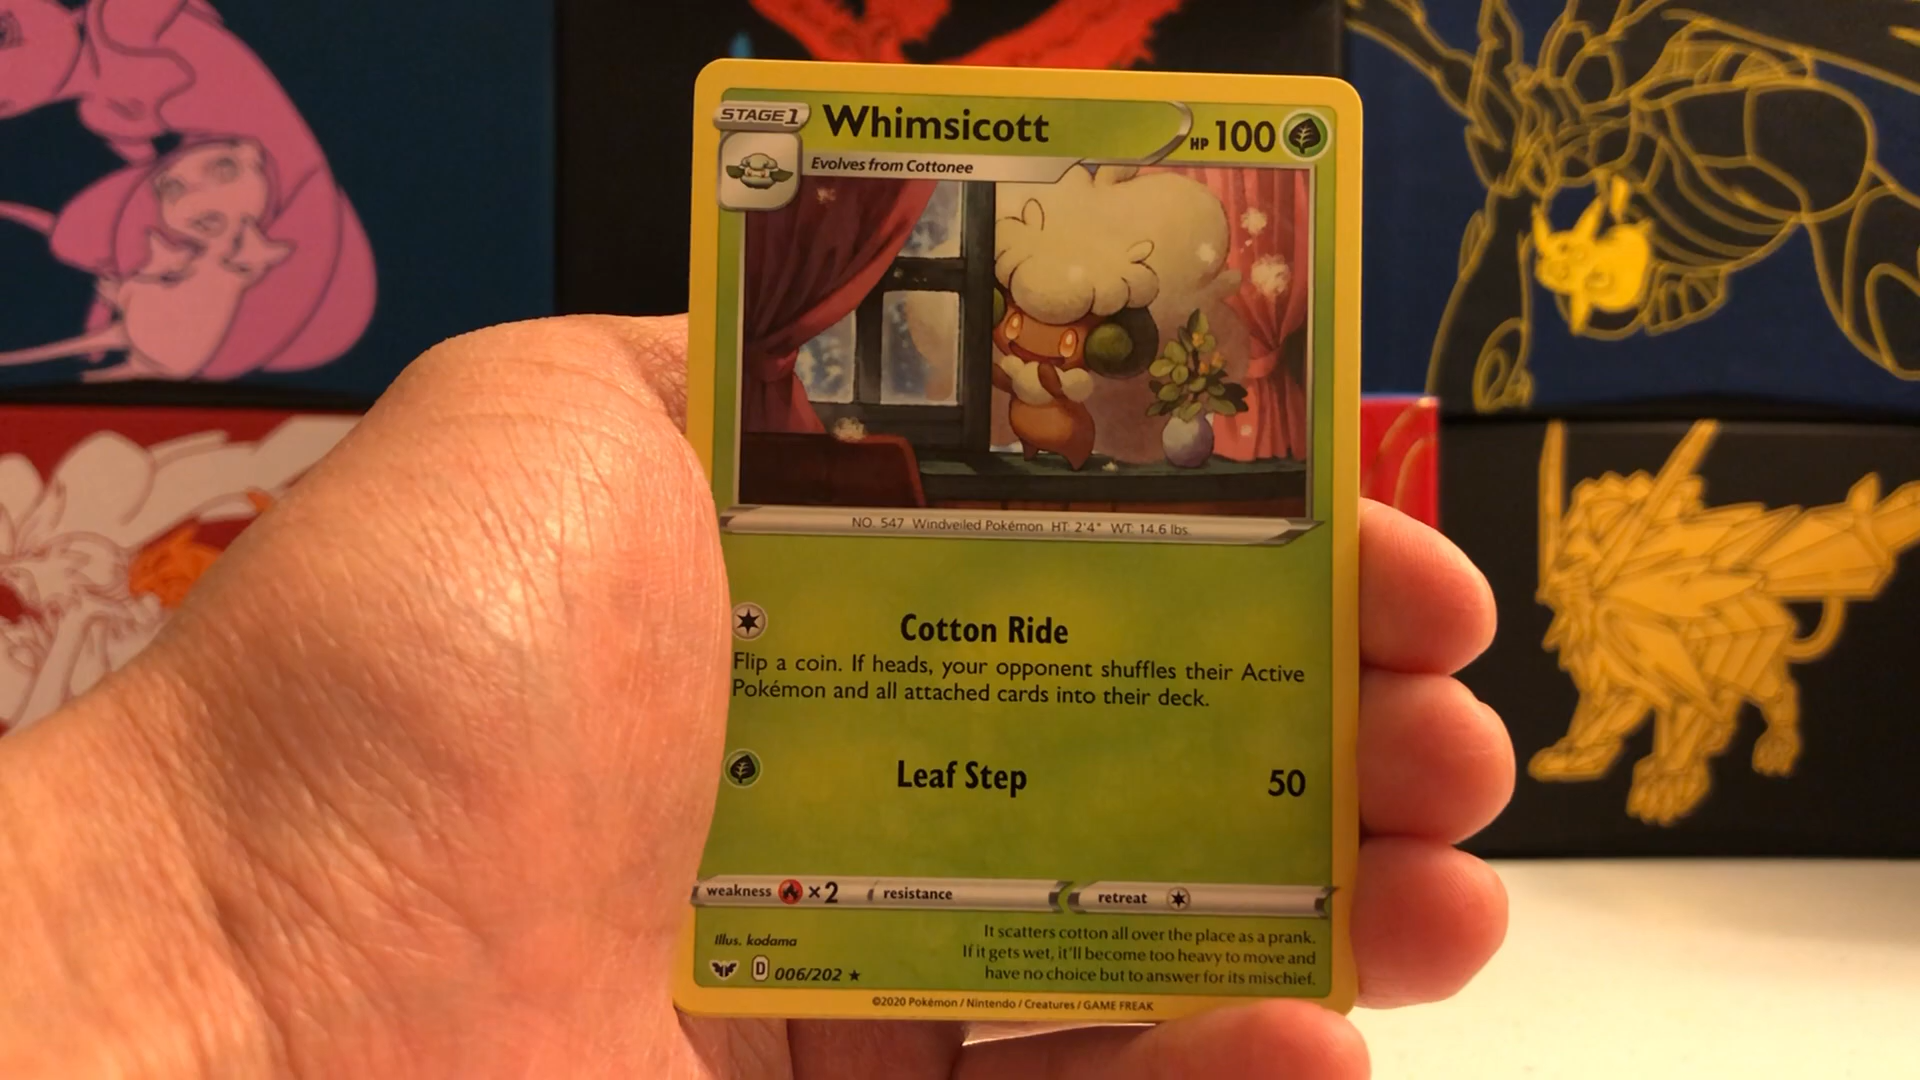 STAGE 1
Whimsicott
HP 100
Evolves from Cottonee
NO. 547 Windveiled Pokémon HT: 2'4" WT: 14.6 lbs.
Cotton Ride
Flip a coin. If heads, your opponent shuffles their Active
Pokémon and all attached cards into their deck.
Leaf Step 50
weakness ×2 resistance retreat
Illus. kodama
D 006/202 ★
It scatters cotton all over the place as a prank.
If it gets wet, it'll become too heavy to move and
have no choice but to answer for its mischief.
©2020 Pokémon / Nintendo / Creatures / GAME FREAK